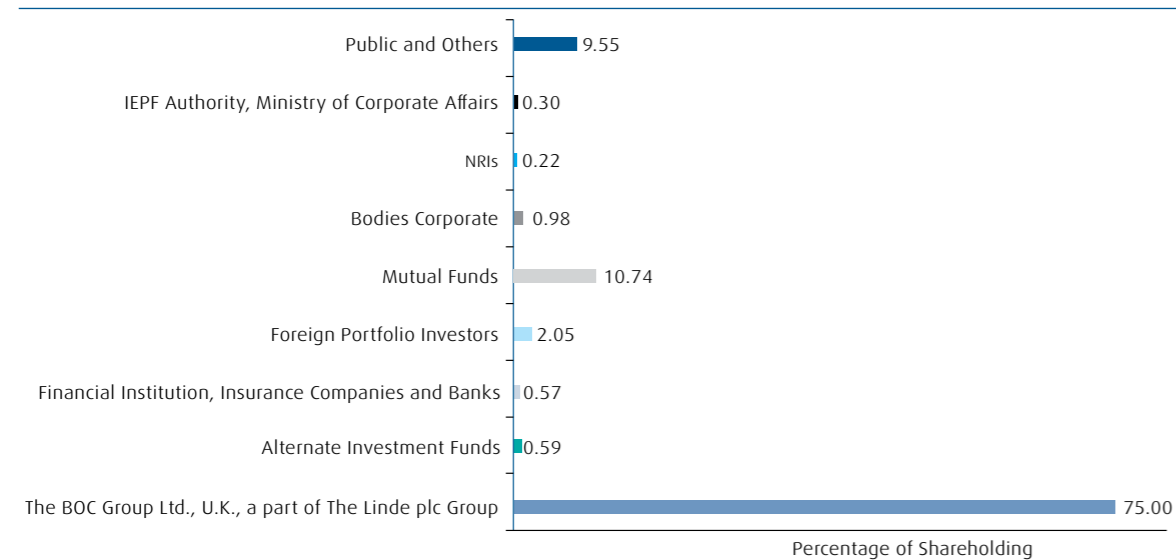 Public and Others 9.55
IEPF Authority, Ministry of Corporate Affairs 0.30
NRIs 0.22
Bodies Corporate 0.98
Mutual Funds 10.74
Foreign Portfolio Investors 2.05
Financial Institution, Insurance Companies and Banks 0.57
Alternate Investment Funds 0.59
The BOC Group Ltd., U.K., a part of The Linde plc Group 75.00
Percentage of Shareholding